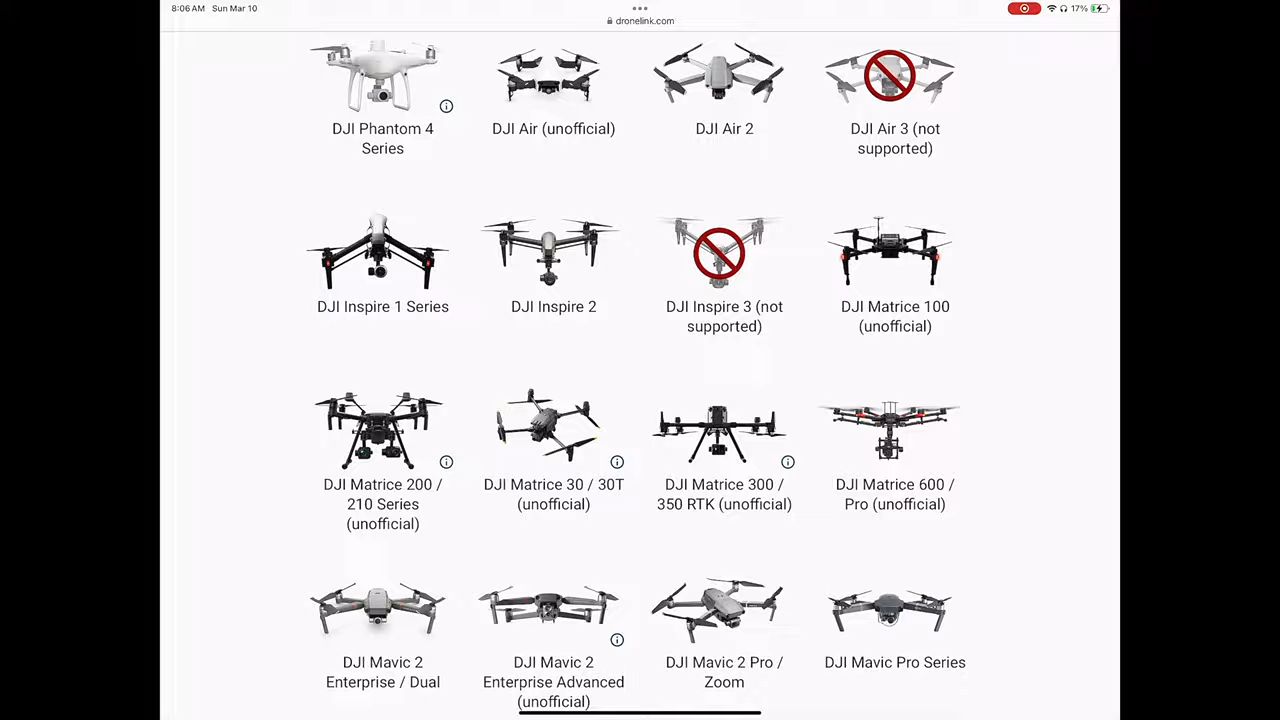 8:06 AM Sun Mar 10
17%
dronelink.com
DJI Phantom 4
Series
DJI Air (unofficial)
DJI Air 2
DJI Air 3 (not
supported)
DJI Inspire 1 Series
DJI Inspire 2
DJI Inspire 3 (not
supported)
DJI Matrice 100
(unofficial)
DJI Matrice 200 /
210 Series
(unofficial)
DJI Matrice 30 / 30T
(unofficial)
DJI Matrice 300 /
350 RTK (unofficial)
DJI Matrice 600 /
Pro (unofficial)
DJI Mavic 2
Enterprise / Dual
DJI Mavic 2
Enterprise Advanced
(unofficial)
DJI Mavic 2 Pro /
Zoom
DJI Mavic Pro Series